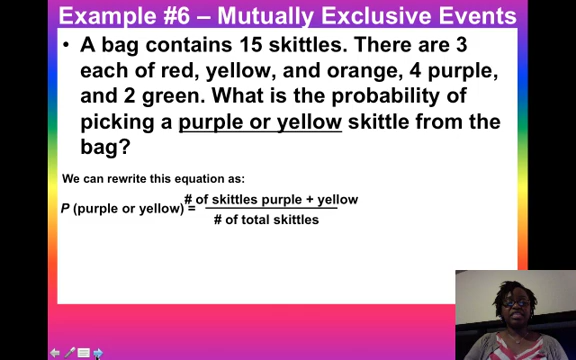 Example #6 – Mutually Exclusive Events
• A bag contains 15 skittles. There are 3
each of red, yellow, and orange, 4 purple,
and 2 green. What is the probability of
picking a purple or yellow skittle from the
bag?
We can rewrite this equation as:
P (purple or yellow) =
# of skittles purple + yellow
# of total skittles